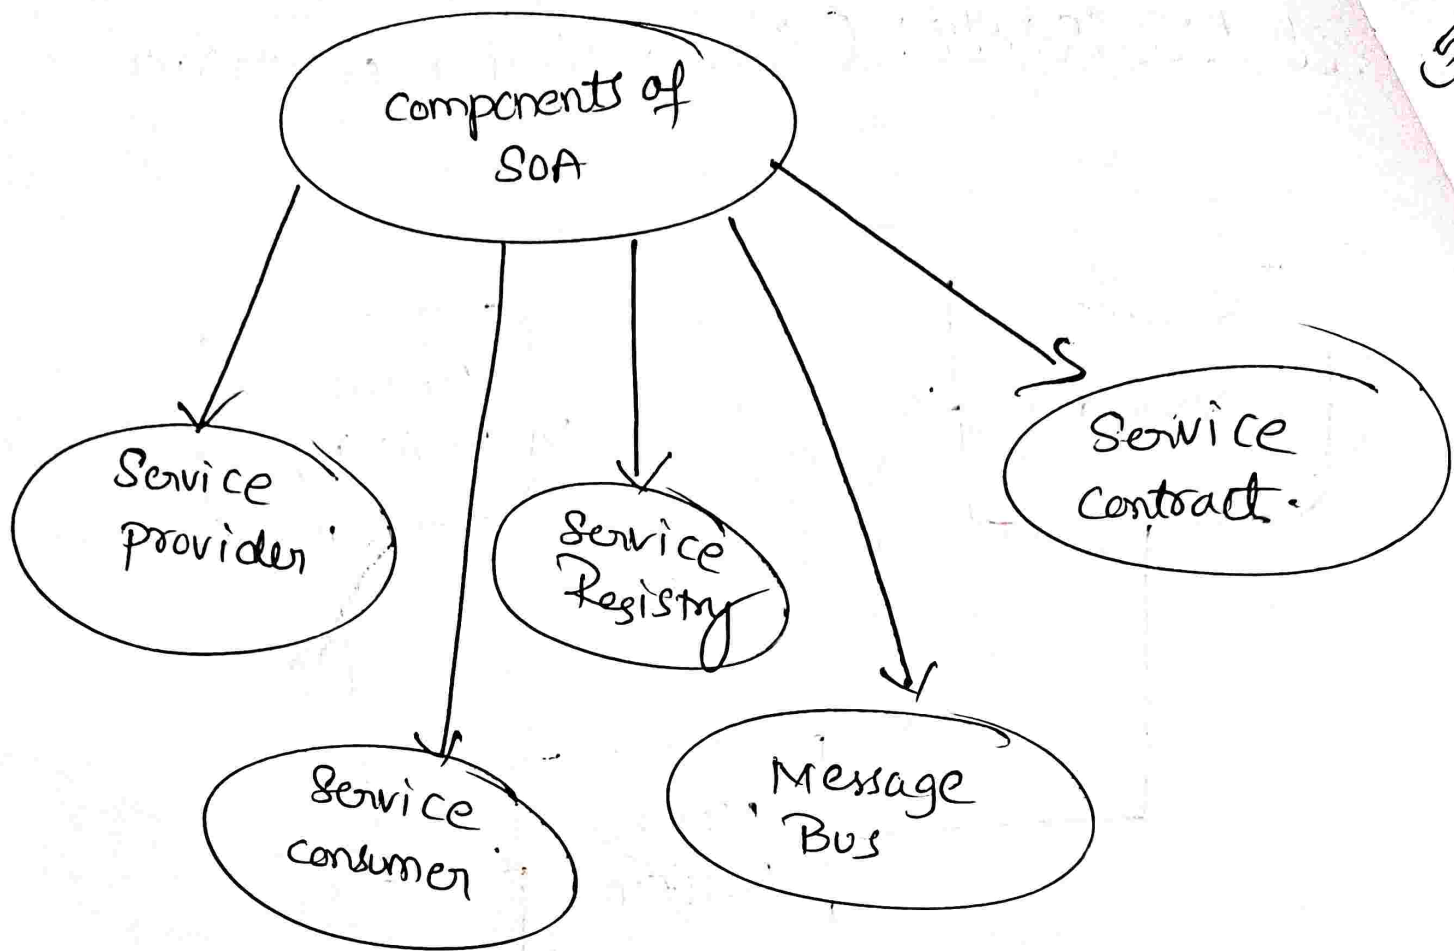 Components of
SOA
Service
provider
Service
consumer
Service
Registry
Message
Bus
Service
contract.